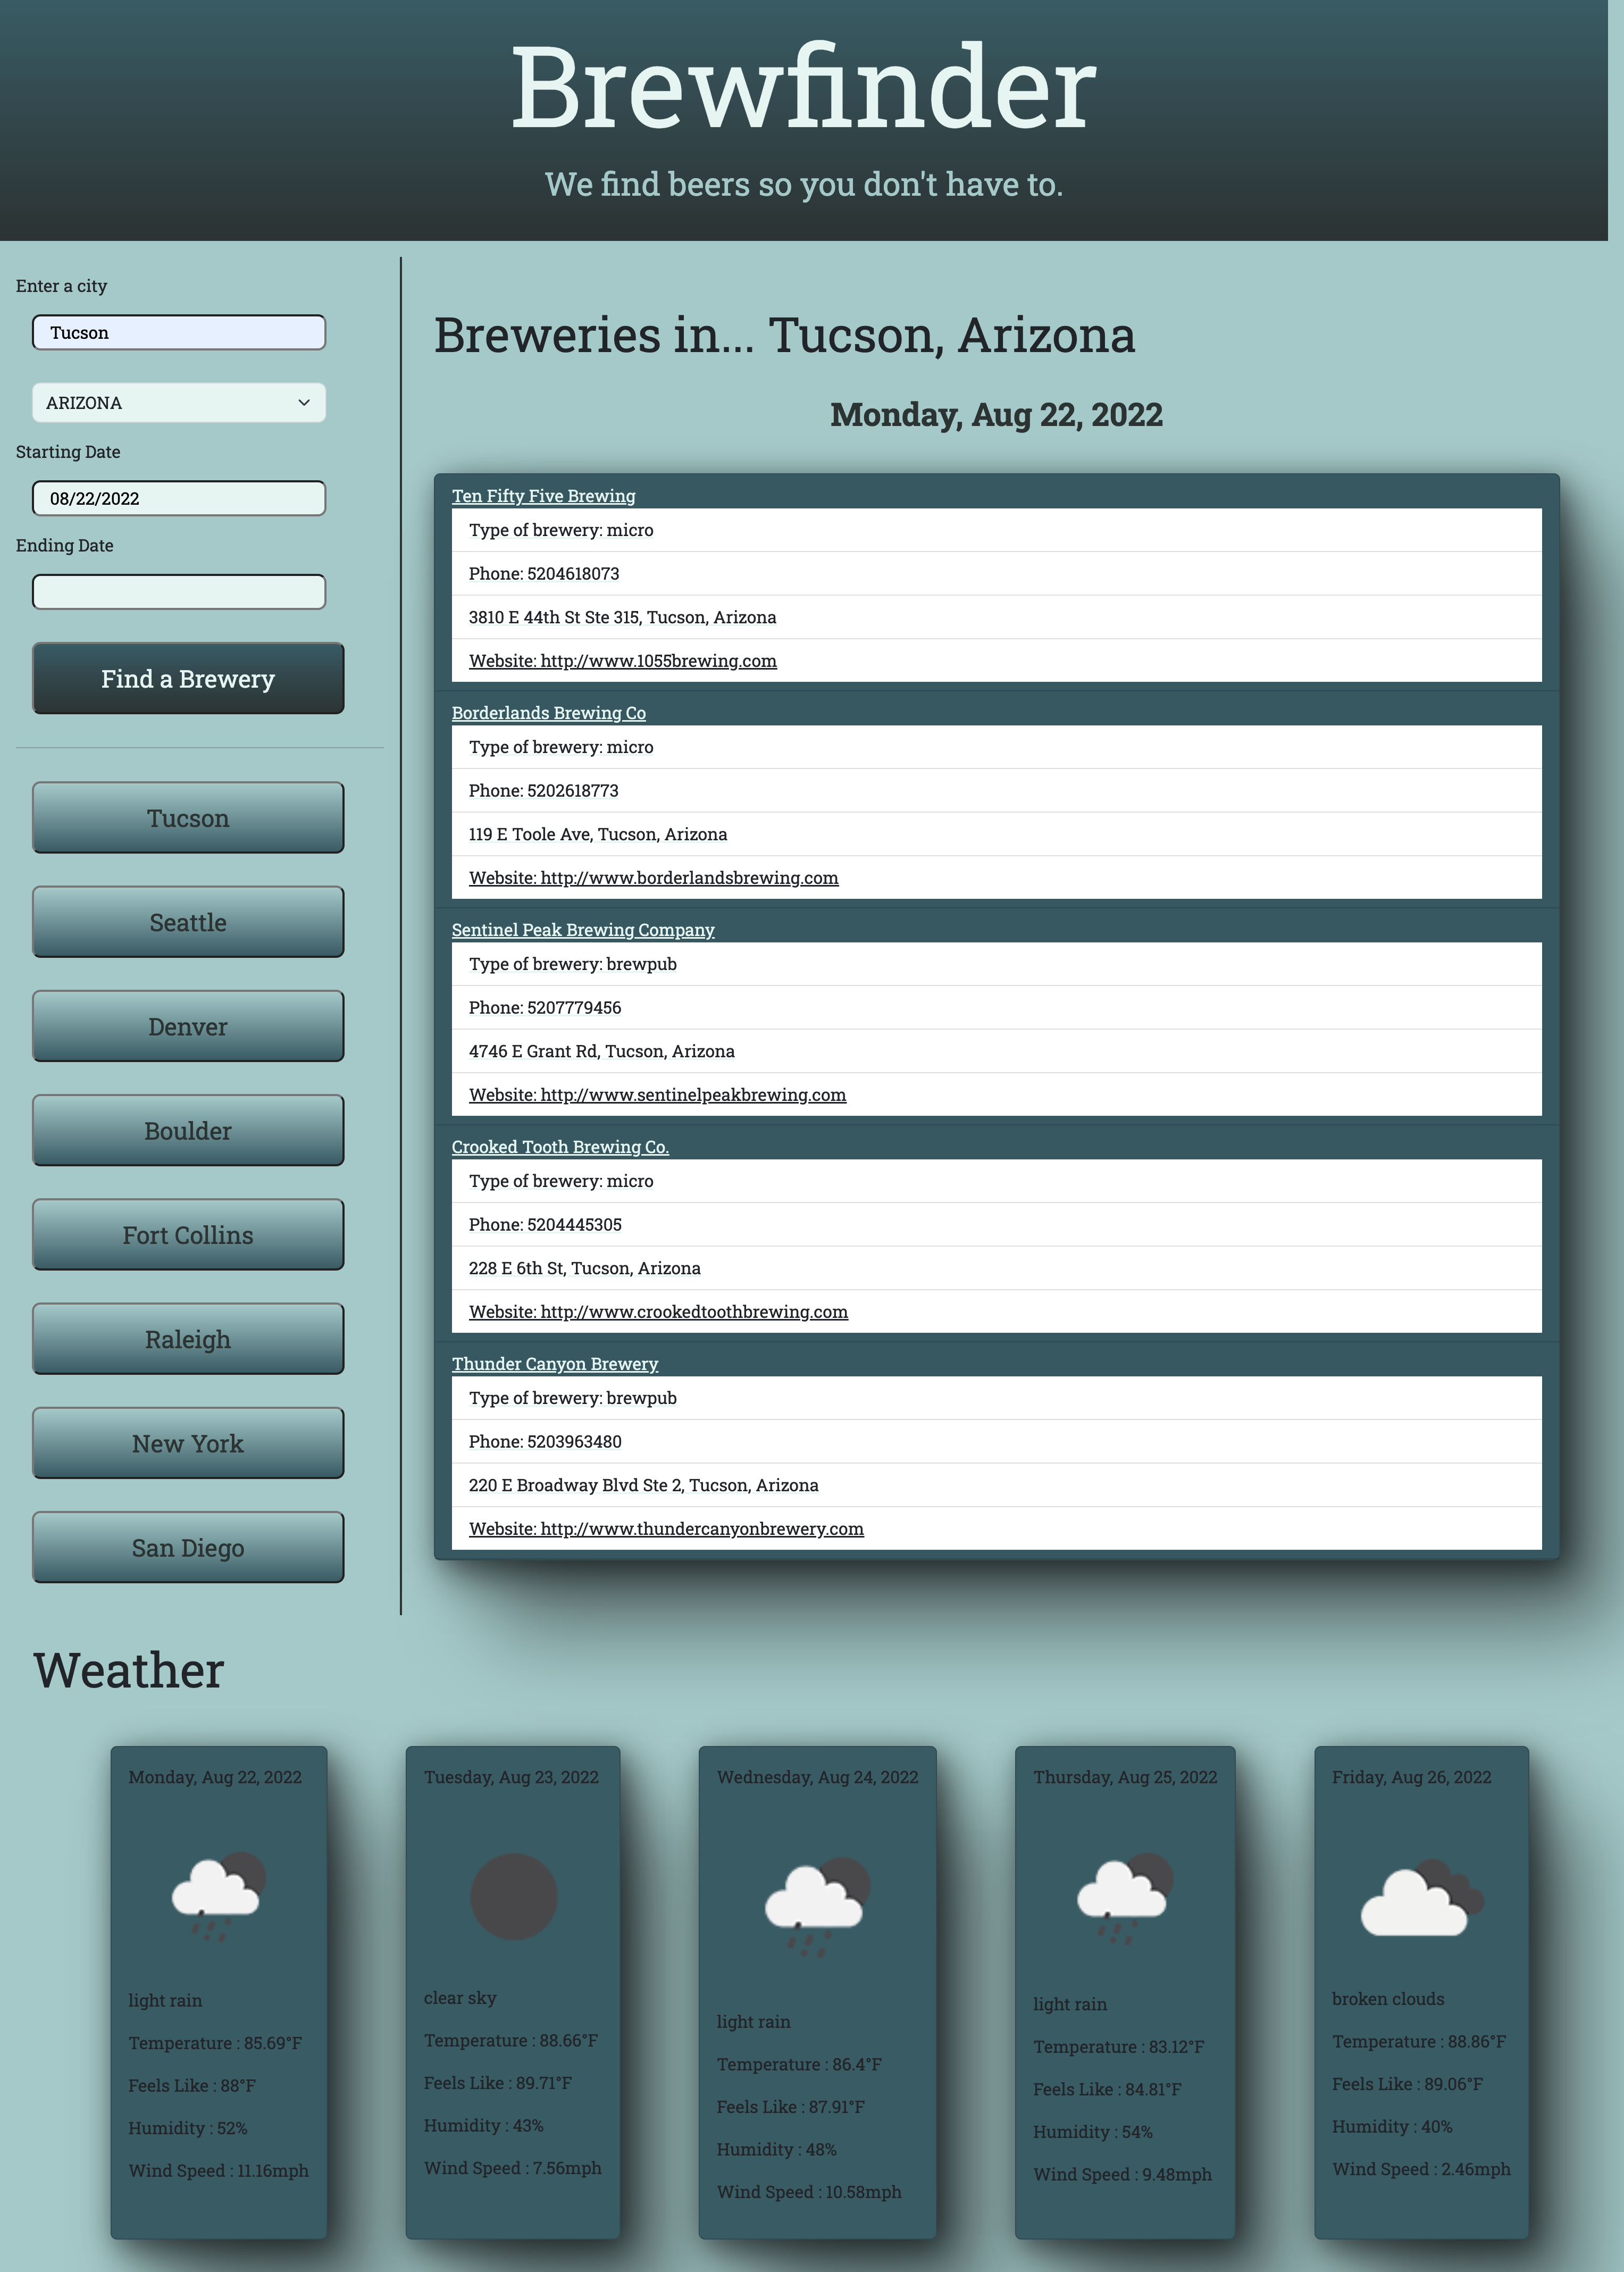 Brewfinder
We find beers so you don't have to.
Enter a city
Tucson
ARIZONA
Starting Date
08/22/2022
Ending Date
Find a Brewery
Tucson
Seattle
Denver
Boulder
Fort Collins
Raleigh
New York
San Diego
Breweries in... Tucson, Arizona
Monday, Aug 22, 2022
Ten Fifty Five Brewing
Type of brewery: micro
Phone: 5204618073
3810 E 44th St Ste 315, Tucson, Arizona
Website: http://www.1055brewing.com
Borderlands Brewing Co
Type of brewery: micro
Phone: 5202618773
119 E Toole Ave, Tucson, Arizona
Website: http://www.borderlandsbrewing.com
Sentinel Peak Brewing Company
Type of brewery: brewpub
Phone: 5207779456
4746 E Grant Rd, Tucson, Arizona
Website: http://www.sentinelpeakbrewing.com
Crooked Tooth Brewing Co.
Type of brewery: micro
Phone: 5204445305
228 E 6th St, Tucson, Arizona
Website: http://www.crookedtoothbrewing.com
Thunder Canyon Brewery
Type of brewery: brewpub
Phone: 5203963480
220 E Broadway Blvd Ste 2, Tucson, Arizona
Website: http://www.thundercanyonbrewery.com
Weather
Monday, Aug 22, 2022
light rain
Temperature : 85.69°F
Feels Like : 88°F
Humidity : 52%
Wind Speed : 11.16mph
Tuesday, Aug 23, 2022
clear sky
Temperature : 88.66°F
Feels Like : 89.71°F
Humidity : 43%
Wind Speed : 7.56mph
Wednesday, Aug 24, 2022
light rain
Temperature : 86.4°F
Feels Like : 87.91°F
Humidity : 48%
Wind Speed : 10.58mph
Thursday, Aug 25, 2022
light rain
Temperature : 83.12°F
Feels Like : 84.81°F
Humidity : 54%
Wind Speed : 9.48mph
Friday, Aug 26, 2022
broken clouds
Temperature : 88.86°F
Feels Like : 89.06°F
Humidity : 40%
Wind Speed : 2.46mph